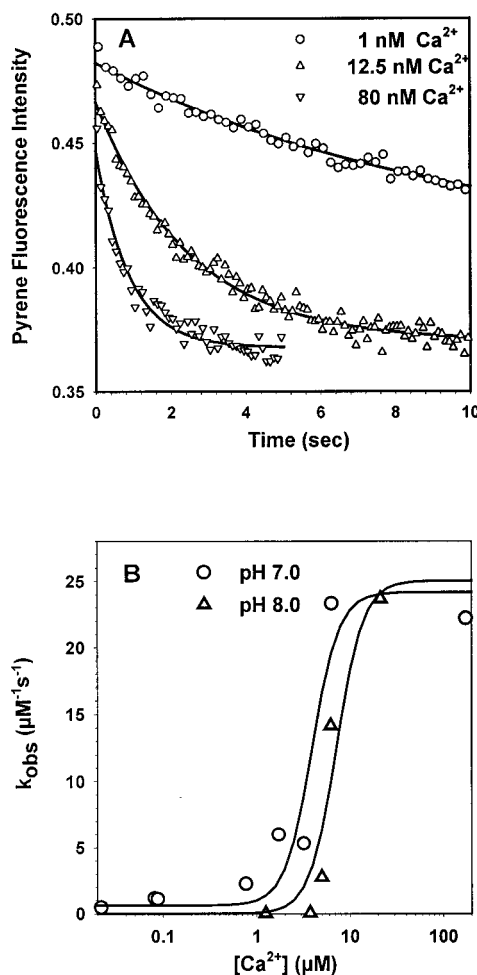 0.50
A
1 nM Ca²⁺
12.5 nM Ca²⁺
80 nM Ca²⁺
0.45
0.40
0.35
Pyrene Fluorescence Intensity
0 2 4 6 8 10
Time (sec)
30
B
pH 7.0
pH 8.0
25
20
15
10
5
0
kobs (µM⁻¹s⁻¹)
0.1 1 10 100
[Ca²⁺] (µM)